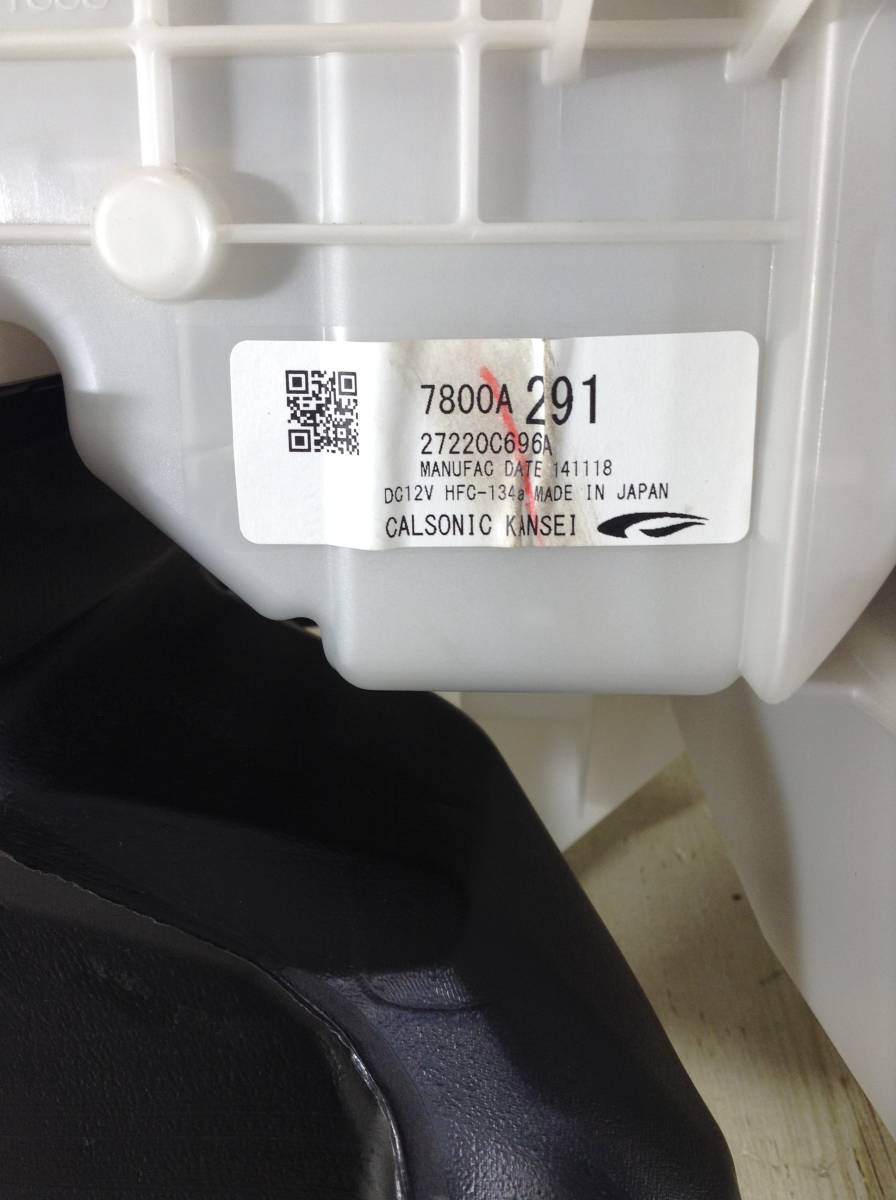 7800A 291
27220C696A
MANUFAC DATE 141118
DC12V HFC-134a MADE IN JAPAN
CALSONIC KANSEI